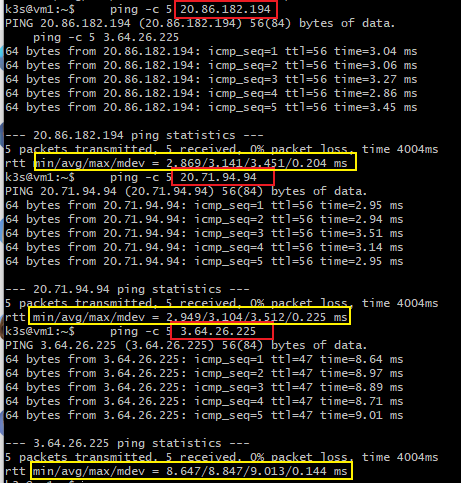 k3s@vm1:~$     ping -c 5 20.86.182.194
PING 20.86.182.194 (20.86.182.194) 56(84) bytes of data.
    ping -c 5 3.64.26.225
64 bytes from 20.86.182.194: icmp_seq=1 ttl=56 time=3.04 ms
64 bytes from 20.86.182.194: icmp_seq=2 ttl=56 time=3.06 ms
64 bytes from 20.86.182.194: icmp_seq=3 ttl=56 time=3.27 ms
64 bytes from 20.86.182.194: icmp_seq=4 ttl=56 time=2.86 ms
64 bytes from 20.86.182.194: icmp_seq=5 ttl=56 time=3.45 ms
--- 20.86.182.194 ping statistics ---
5 packets transmitted, 5 received, 0% packet loss, time 4004ms
rtt min/avg/max/mdev = 2.869/3.141/3.451/0.204 ms
k3s@vm1:~$     ping -c 5 20.71.94.94
PING 20.71.94.94 (20.71.94.94) 56(84) bytes of data.
64 bytes from 20.71.94.94: icmp_seq=1 ttl=56 time=2.95 ms
64 bytes from 20.71.94.94: icmp_seq=2 ttl=56 time=2.94 ms
64 bytes from 20.71.94.94: icmp_seq=3 ttl=56 time=3.51 ms
64 bytes from 20.71.94.94: icmp_seq=4 ttl=56 time=3.14 ms
64 bytes from 20.71.94.94: icmp_seq=5 ttl=56 time=2.95 ms
--- 20.71.94.94 ping statistics ---
5 packets transmitted, 5 received, 0% packet loss, time 4004ms
rtt min/avg/max/mdev = 2.949/3.104/3.512/0.225 ms
k3s@vm1:~$     ping -c 5 3.64.26.225
PING 3.64.26.225 (3.64.26.225) 56(84) bytes of data.
64 bytes from 3.64.26.225: icmp_seq=1 ttl=47 time=8.64 ms
64 bytes from 3.64.26.225: icmp_seq=2 ttl=47 time=8.97 ms
64 bytes from 3.64.26.225: icmp_seq=3 ttl=47 time=8.89 ms
64 bytes from 3.64.26.225: icmp_seq=4 ttl=47 time=8.71 ms
64 bytes from 3.64.26.225: icmp_seq=5 ttl=47 time=9.01 ms
--- 3.64.26.225 ping statistics ---
5 packets transmitted, 5 received, 0% packet loss, time 4005ms
rtt min/avg/max/mdev = 8.647/8.847/9.013/0.144 ms